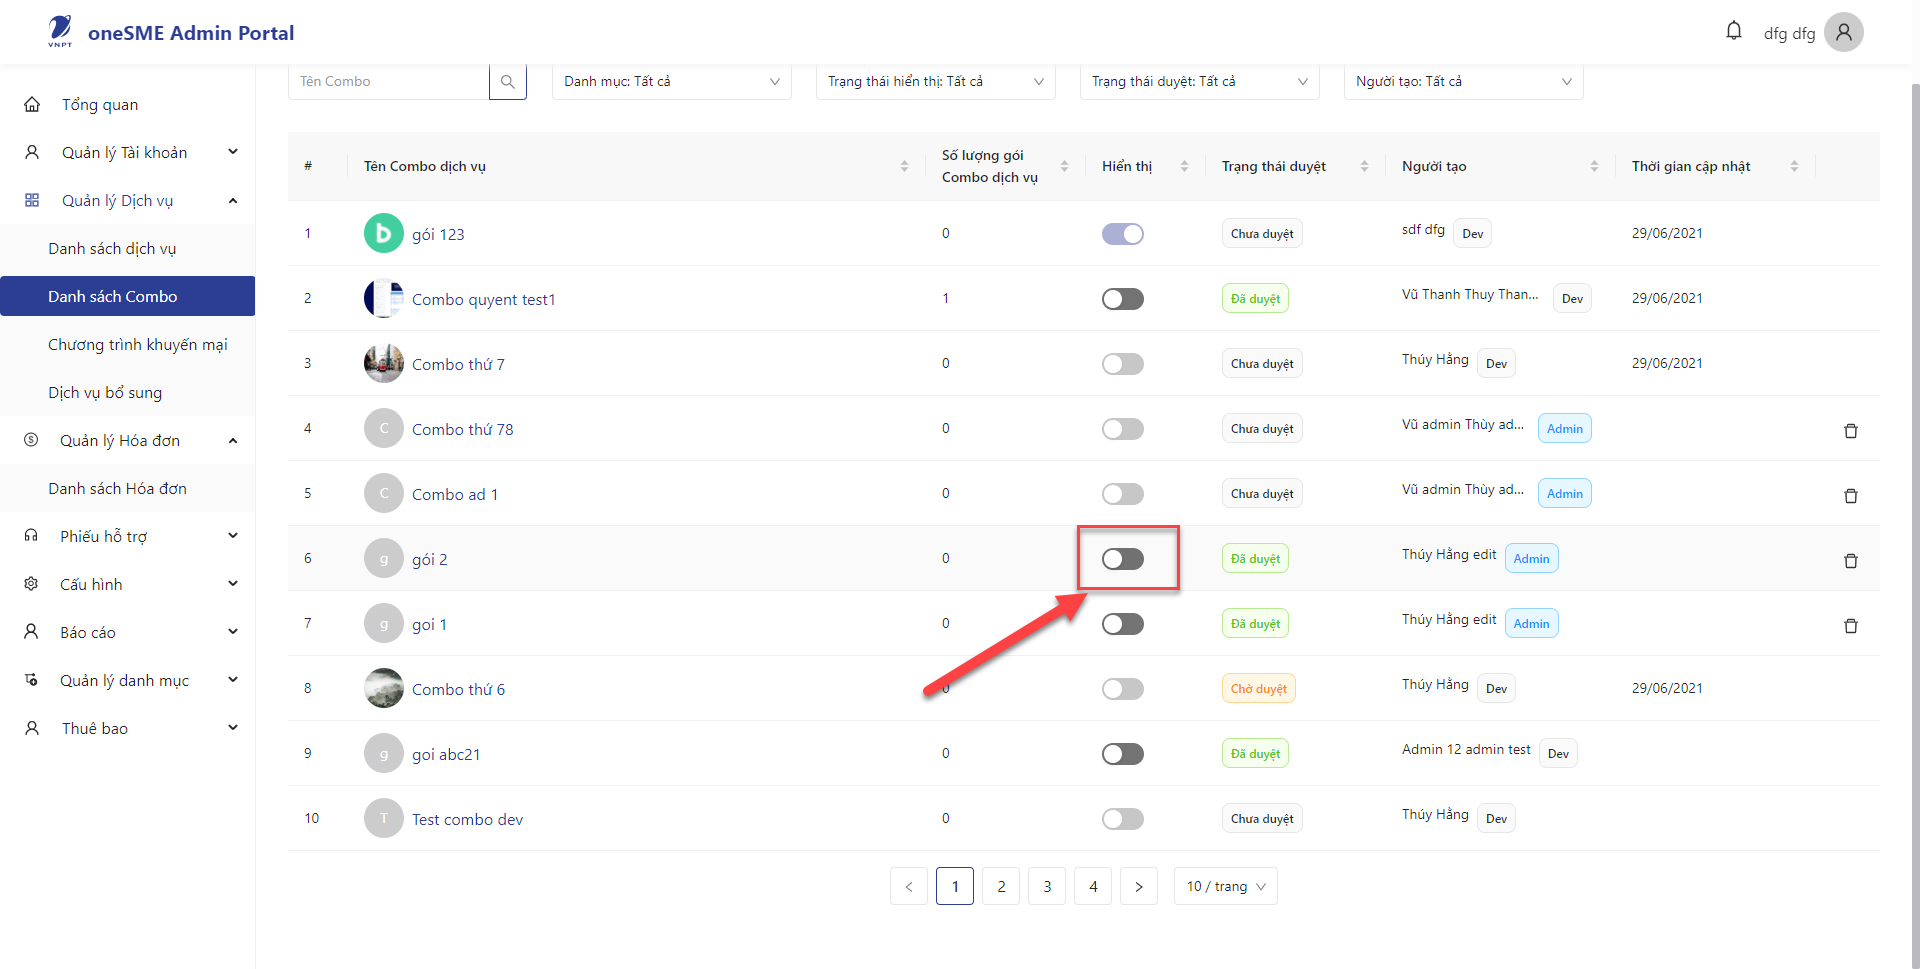 VNPT
oneSME Admin Portal
dfg dfg
Tên Combo
Danh mục: Tất cả
Trạng thái hiển thị: Tất cả
Trạng thái duyệt: Tất cả
Người tạo: Tất cả
Tổng quan
Quản lý Tài khoản
Quản lý Dịch vụ
Danh sách dịch vụ
Danh sách Combo
Chương trình khuyến mại
Dịch vụ bổ sung
Quản lý Hóa đơn
Danh sách Hóa đơn
Phiếu hỗ trợ
Cấu hình
Báo cáo
Quản lý danh mục
Thuê bao
# Tên Combo dịch vụ Số lượng gói Combo dịch vụ Hiển thị Trạng thái duyệt Người tạo Thời gian cập nhật
1 b gói 123 0 Chưa duyệt sdf dfg Dev 29/06/2021
2 Combo quyent test1 1 Đã duyệt Vũ Thanh Thuy Than... Dev 29/06/2021
3 Combo thứ 7 0 Chưa duyệt Thúy Hằng Dev 29/06/2021
4 C Combo thứ 78 0 Chưa duyệt Vũ admin Thùy ad... Admin
5 C Combo ad 1 0 Chưa duyệt Vũ admin Thùy ad... Admin
6 g gói 2 0 Đã duyệt Thúy Hằng edit Admin
7 g goi 1 0 Đã duyệt Thúy Hằng edit Admin
8 Combo thứ 6 0 Chờ duyệt Thúy Hằng Dev 29/06/2021
9 g goi abc21 0 Đã duyệt Admin 12 admin test Dev
10 T Test combo dev 0 Chưa duyệt Thúy Hằng Dev
< 1 2 3 4 > 10 / trang